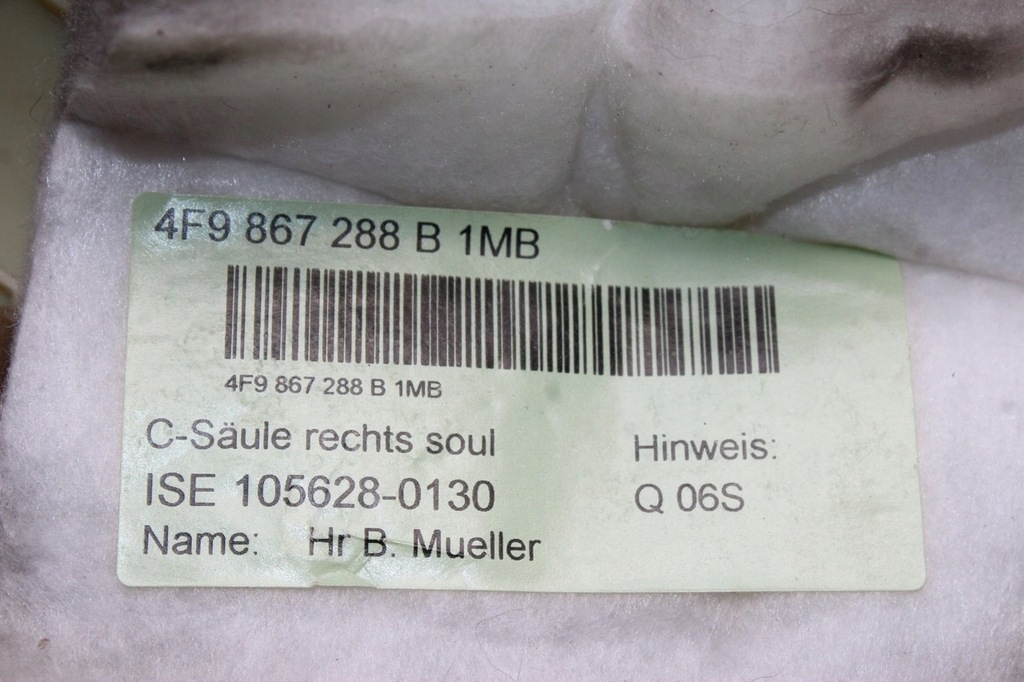 4F9 867 288 B 1MB
4F9 867 288 B 1MB
C-Säule rechts soul
Hinweis:
ISE 105628-0130
Q 06S
Name: Hr B. Mueller